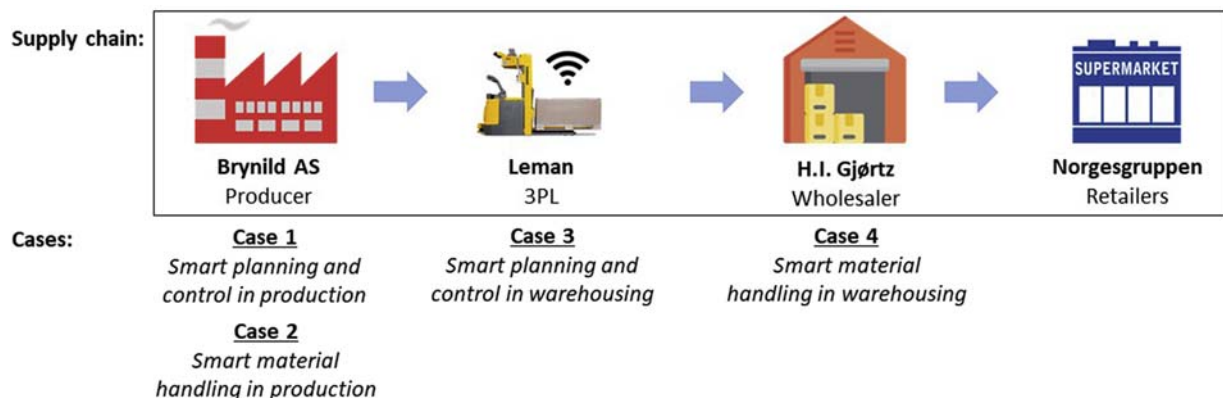 Supply chain:
SUPERMARKET
Brynild AS
Producer
Leman
3PL
H.I. Gjørtz
Wholesaler
Norgesgruppen
Retailers
Cases:
Case 1
Smart planning and
control in production
Case 2
Smart material
handling in production
Case 3
Smart planning and
control in warehousing
Case 4
Smart material
handling in warehousing